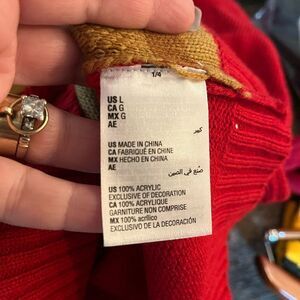 1/4
US L
CA G
MX G
AE كبير
US MADE IN CHINA
CA FABRIQUÉ EN CHINE
MX HECHO EN CHINA
AE صنع في الصين
US 100% ACRYLIC
EXCLUSIVE OF DECORATION
CA 100% ACRYLIQUE
GARNITURE NON COMPRISE
MX 100% acrílico
EXCLUSIVO DE LA DECORACIÓN